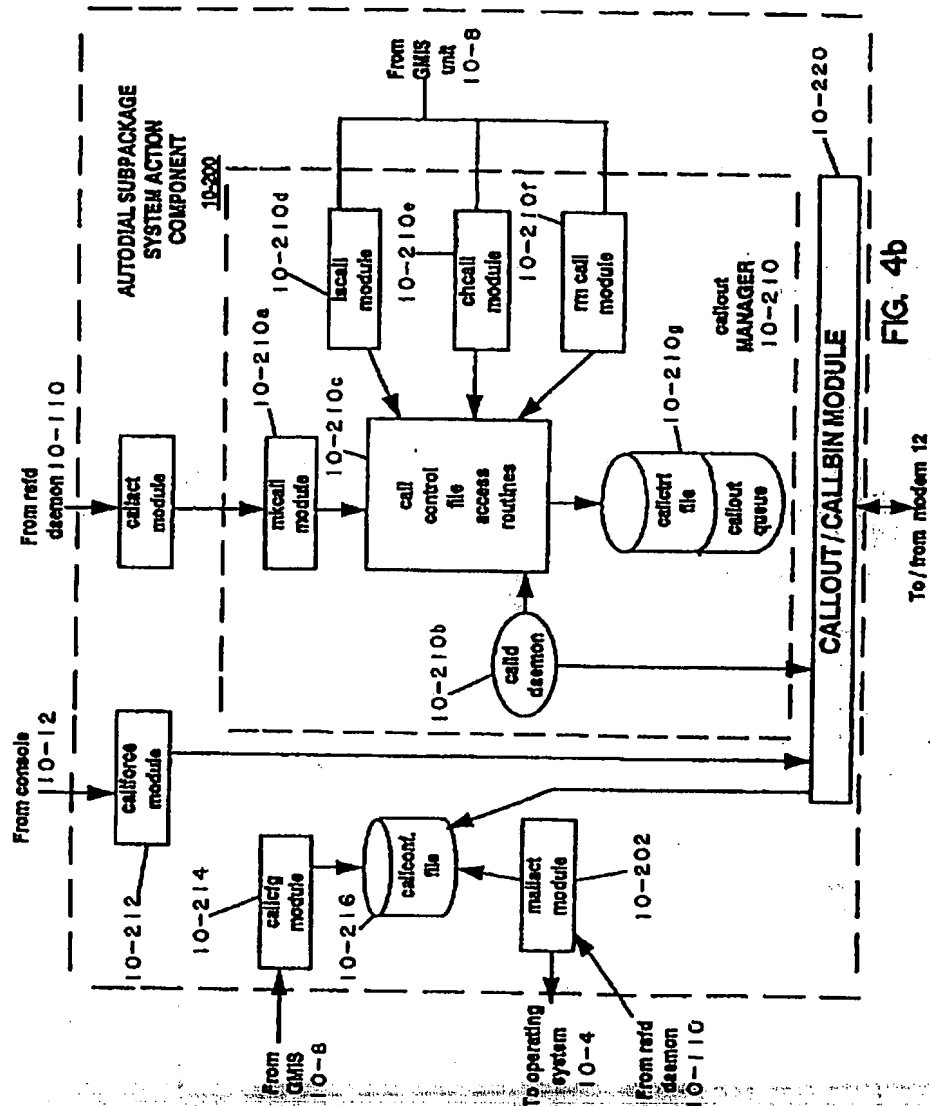 From console
10-12
From refd
daemon 10-110
AUTODIAL SUBPACKAGE
SYSTEM ACTION
COMPONENT
10-200
10-212
callforce
module
callact
module
10-210a
10-210d
From
GMIS
unit
10-8
10-214
callcfg
module
From
GMIS
10-8
mkcall
module
lscall
module
10-210c
10-210e
10-216
callconf.
file
call
control
file
access
routines
chcall
module
10-210f
10-210b
calld
daemon
rm call
module
mailact
module
10-202
To operating
system
10-4
From refd
daemon
10-110
callctrl
file
callout
queue
10-210g
callout
MANAGER
10-210
CALLOUT/CALLBIN MODULE
10-220
To/from modem 12
FIG. 4b